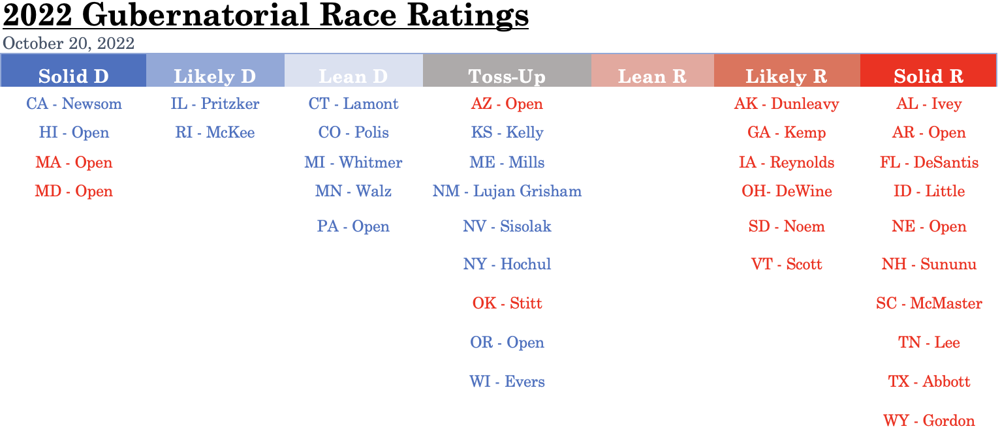 2022 Gubernatorial Race Ratings
October 20, 2022
Solid D Likely D Lean D Toss-Up Lean R Likely R Solid R
CA - Newsom IL - Pritzker CT - Lamont AZ - Open AK - Dunleavy AL - Ivey
HI - Open RI - McKee CO - Polis KS - Kelly GA - Kemp AR - Open
MA - Open MI - Whitmer ME - Mills IA - Reynolds FL - DeSantis
MD - Open MN - Walz NM - Lujan Grisham OH- DeWine ID - Little
PA - Open NV - Sisolak SD - Noem NE - Open
NY - Hochul VT - Scott NH - Sununu
OK - Stitt SC - McMaster
OR - Open TN - Lee
WI - Evers TX - Abbott
WY - Gordon